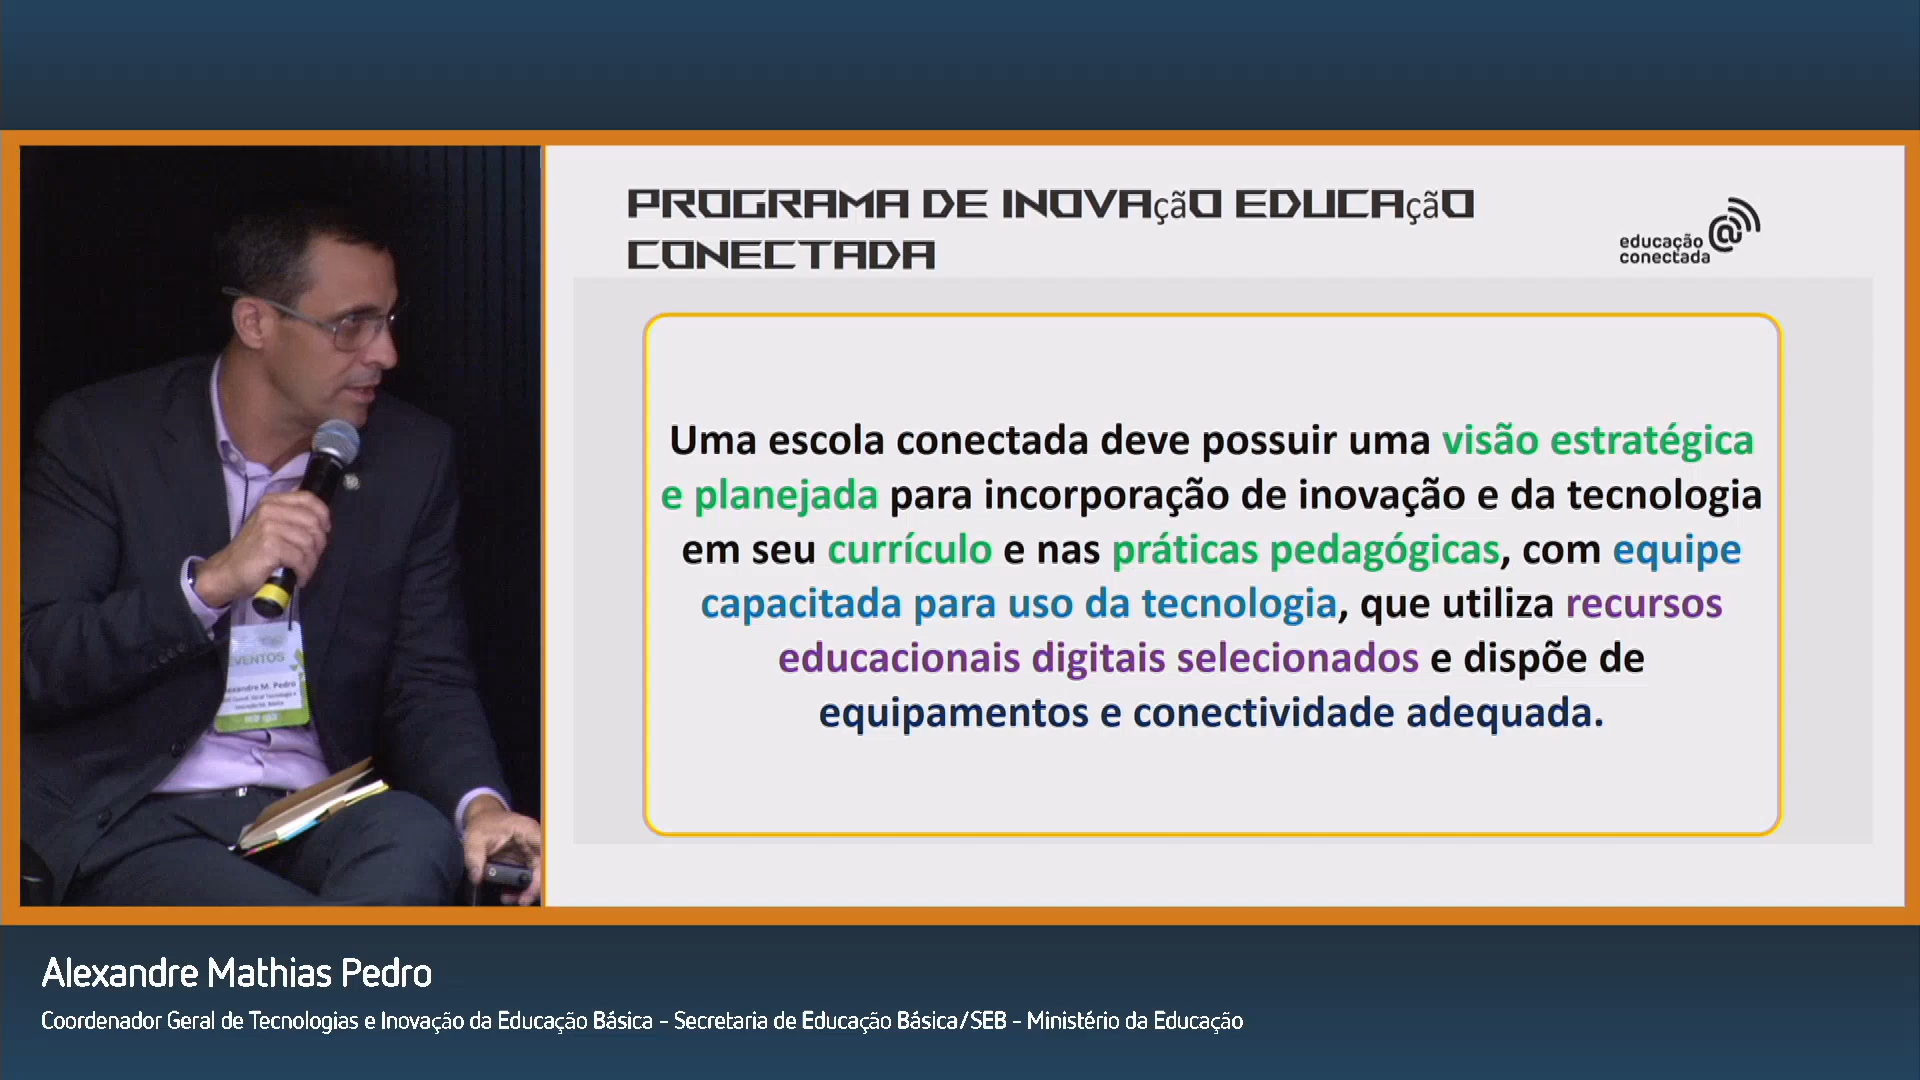 PROGRAMA DE INOVAçãO EDUCAçãO
CONECTADA
educação
conectada
Uma escola conectada deve possuir uma visão estratégica
e planejada para incorporação de inovação e da tecnologia
em seu currículo e nas práticas pedagógicas, com equipe
capacitada para uso da tecnologia, que utiliza recursos
educacionais digitais selecionados e dispõe de
equipamentos e conectividade adequada.
EVENTOS
exandre M. Pedro
Alexandre Mathias Pedro
Coordenador Geral de Tecnologias e Inovação da Educação Básica - Secretaria de Educação Básica/SEB - Ministério da Educação